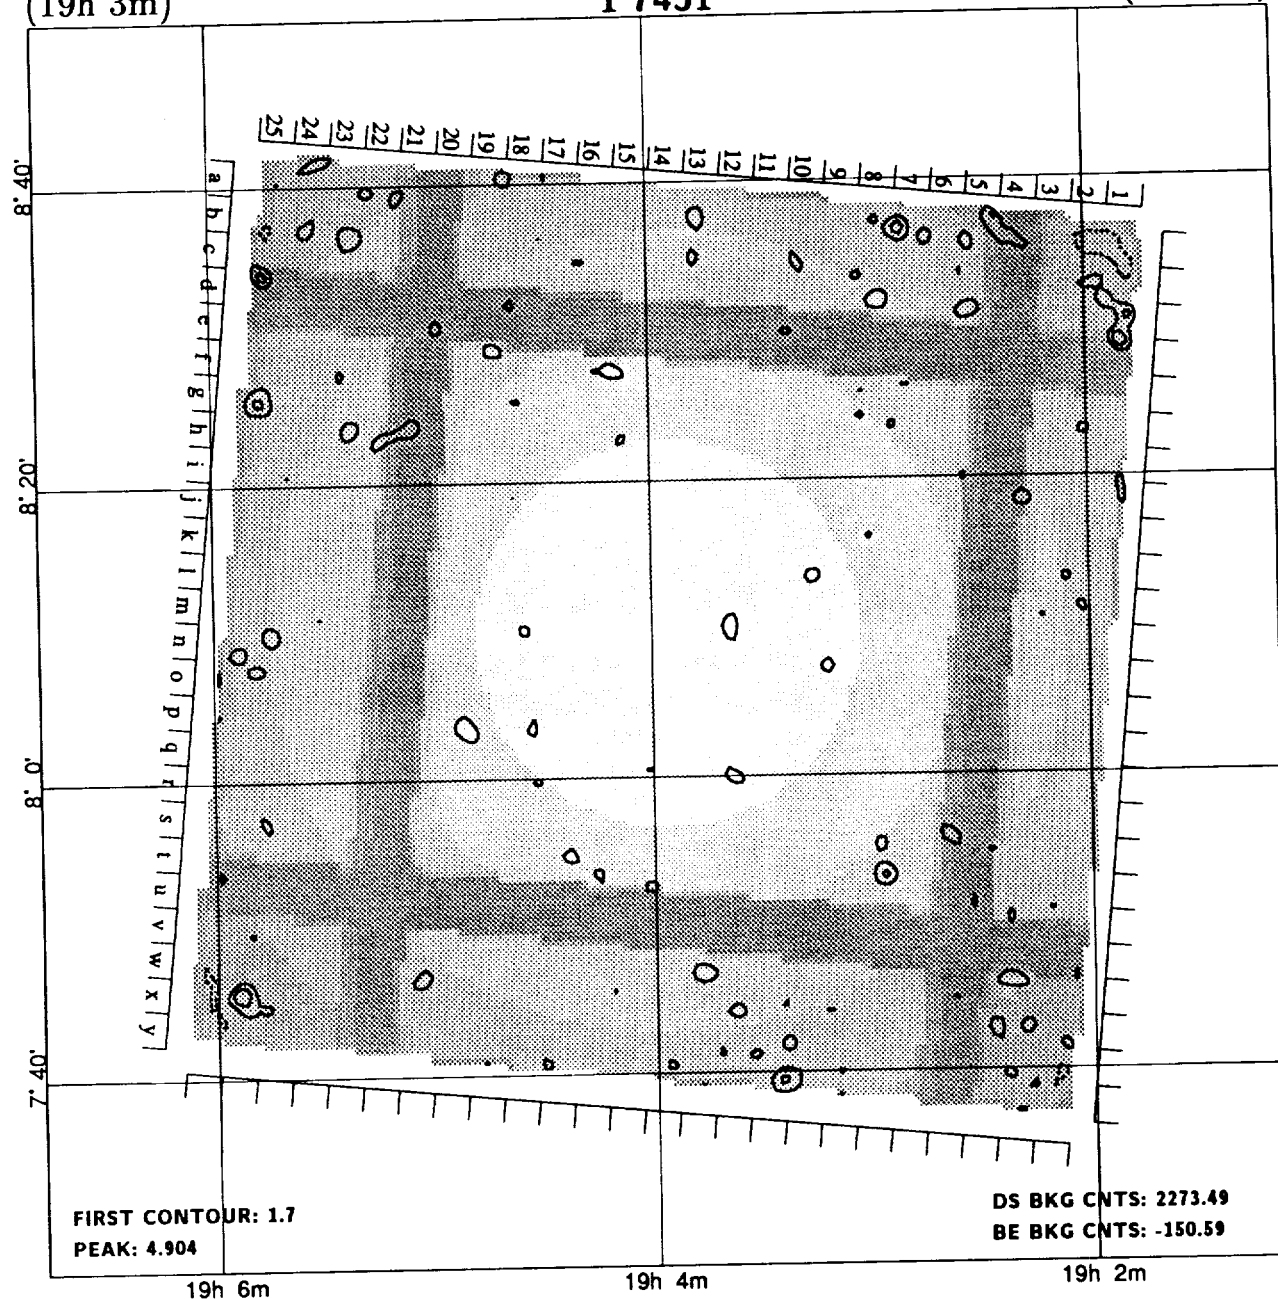 (19h 3m)
I 7451
25 24 23 22 21 20 19 18 17 16 15 14 13 12 11 10 9 8 7 6 5 4 3 2 1
a b c d e f g h i j k l m n o p q r s t u v w x y
8° 40'
8° 20'
8° 0'
7° 40'
FIRST CONTOUR: 1.7
PEAK: 4.904
DS BKG CNTS: 2273.49
BE BKG CNTS: -150.59
19h 6m
19h 4m
19h 2m